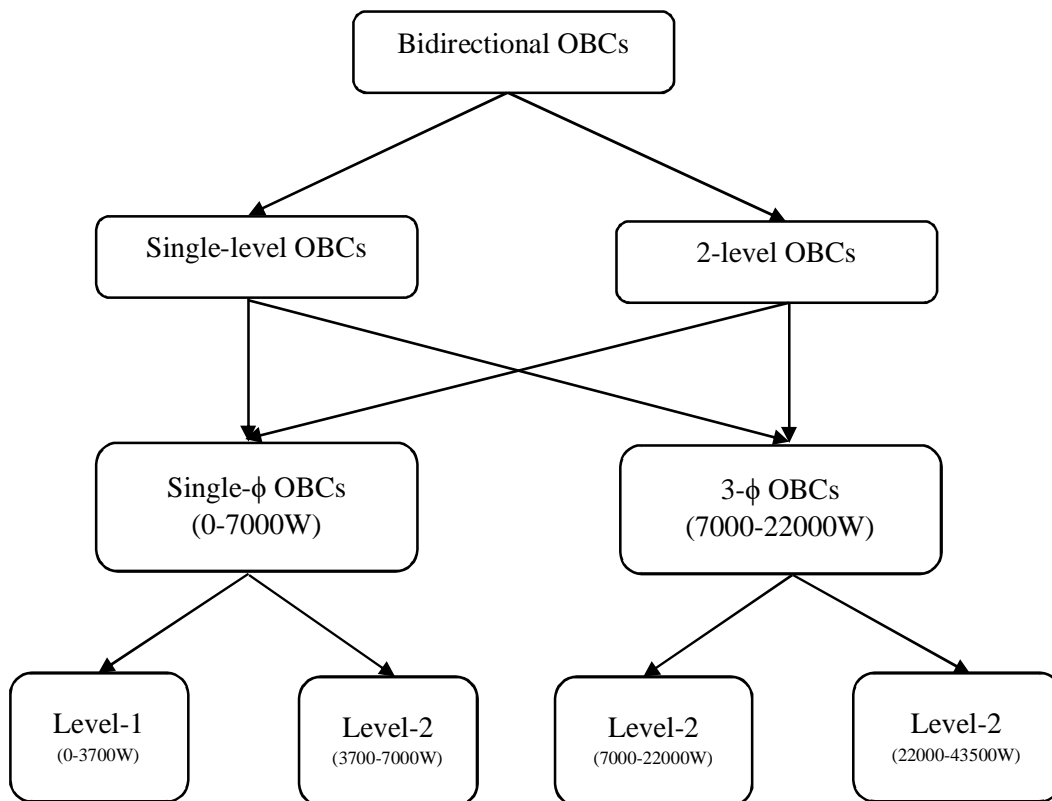 Bidirectional OBCs
Single-level OBCs
2-level OBCs
Single-ϕ OBCs
(0-7000W)
3-ϕ OBCs
(7000-22000W)
Level-1
(0-3700W)
Level-2
(3700-7000W)
Level-2
(7000-22000W)
Level-2
(22000-43500W)